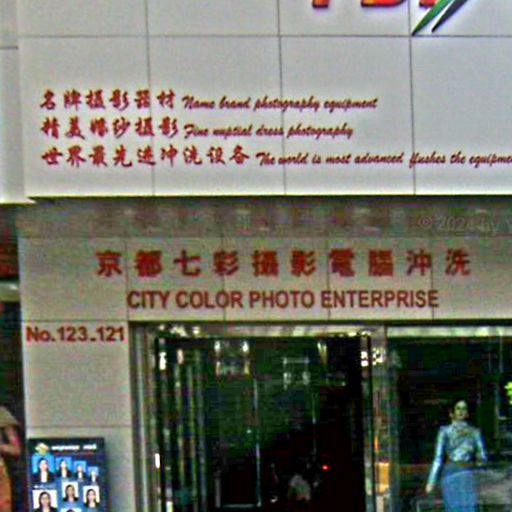 名牌摄影器材 Name brand photography equipment
精美婚纱摄影 Fine nuptial dress photography
世界最先进冲洗设备 The world is most advanced flushes the equipme
京都七彩攝影電腦沖洗
CITY COLOR PHOTO ENTERPRISE
No.123-121